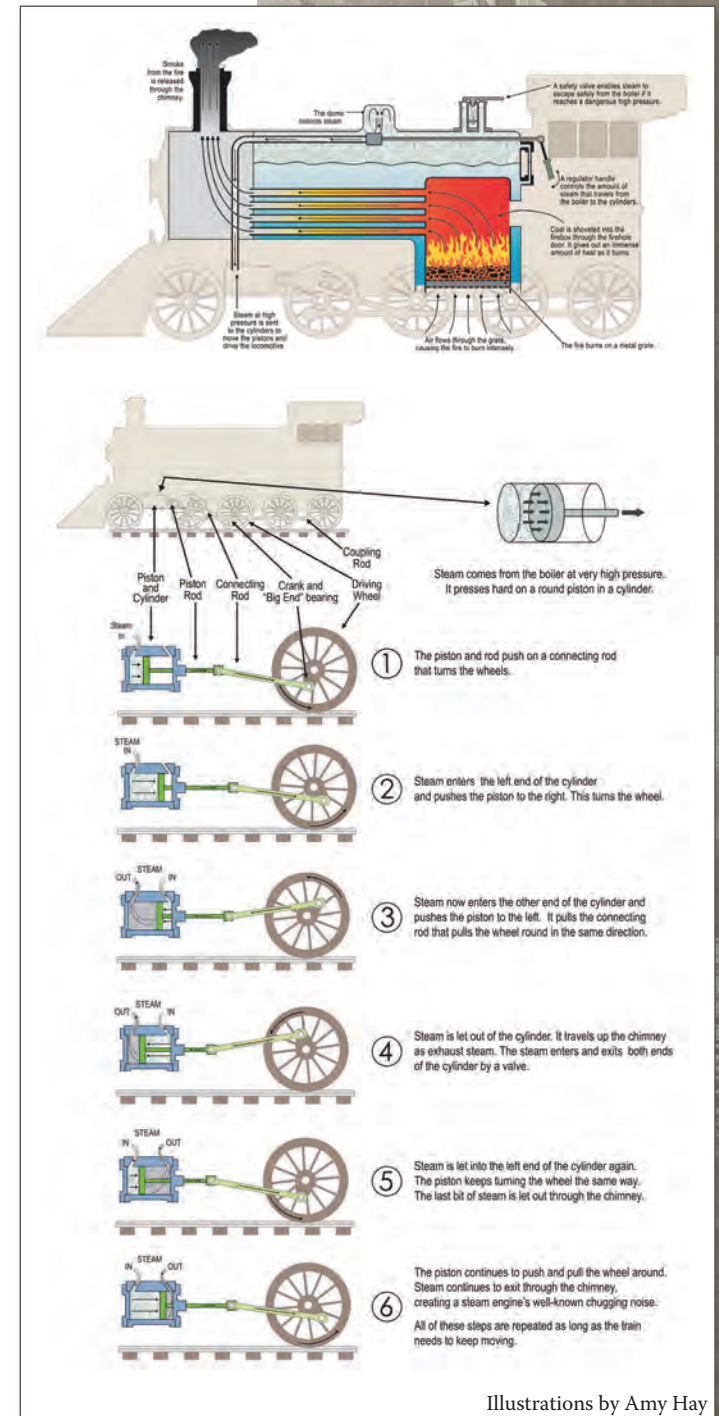 Smoke
from the fire
is released
through the
chimney.
The dome
collects steam
A safety valve enables steam to
escape safely from the boiler if it
reaches a dangerous high pressure.
A regulator handle
controls the amount of
steam that travels from
the boiler to the cylinders.
Coal is shoveled into the
firebox through the firehole
door. It gives out an immense
amount of heat as it burns.
Steam at high
pressure is sent
to the cylinders to
move the pistons and
drive the locomotive
Air flows through the grate,
causing the fire to burn intensely.
The fire burns on a metal grate.
Coupling
Rod
Piston
and
Cylinder
Piston
Rod
Connecting
Rod
Crank and
"Big End" bearing
Driving
Wheel
Steam comes from the boiler at very high pressure.
It presses hard on a round piston in a cylinder.
Steam
In
1 The piston and rod push on a connecting rod
that turns the wheels.
STEAM
IN
2 Steam enters the left end of the cylinder
and pushes the piston to the right. This turns the wheel.
STEAM
OUT IN
3 Steam now enters the other end of the cylinder and
pushes the piston to the left. It pulls the connecting
rod that pulls the wheel round in the same direction.
STEAM
OUT IN
4 Steam is let out of the cylinder. It travels up the chimney
as exhaust steam. The steam enters and exits both ends
of the cylinder by a valve.
STEAM
IN OUT
5 Steam is let into the left end of the cylinder again.
The piston keeps turning the wheel the same way.
The last bit of steam is let out through the chimney.
STEAM
IN OUT
6 The piston continues to push and pull the wheel around.
Steam continues to exit through the chimney,
creating a steam engine's well-known chugging noise.
All of these steps are repeated as long as the train
needs to keep moving.
Illustrations by Amy Hay